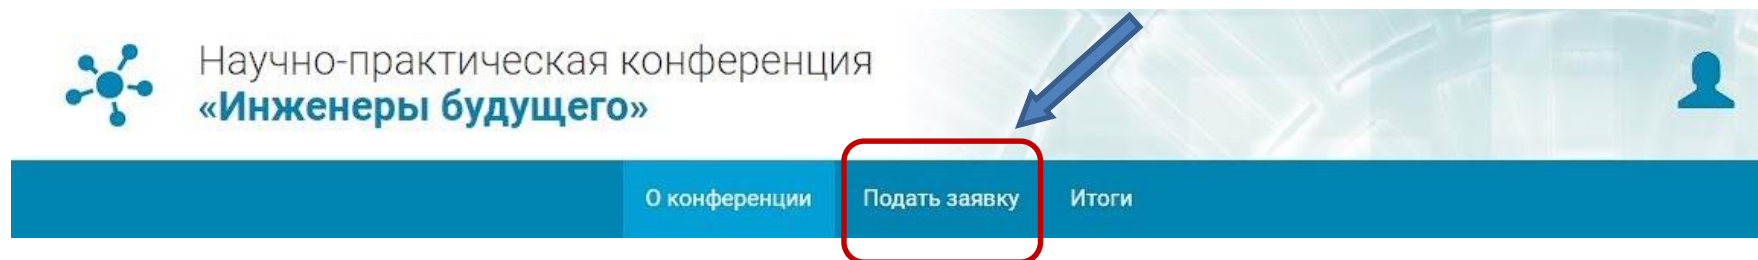 Научно-практическая конференция
«Инженеры будущего»
О конференции Подать заявку Итоги